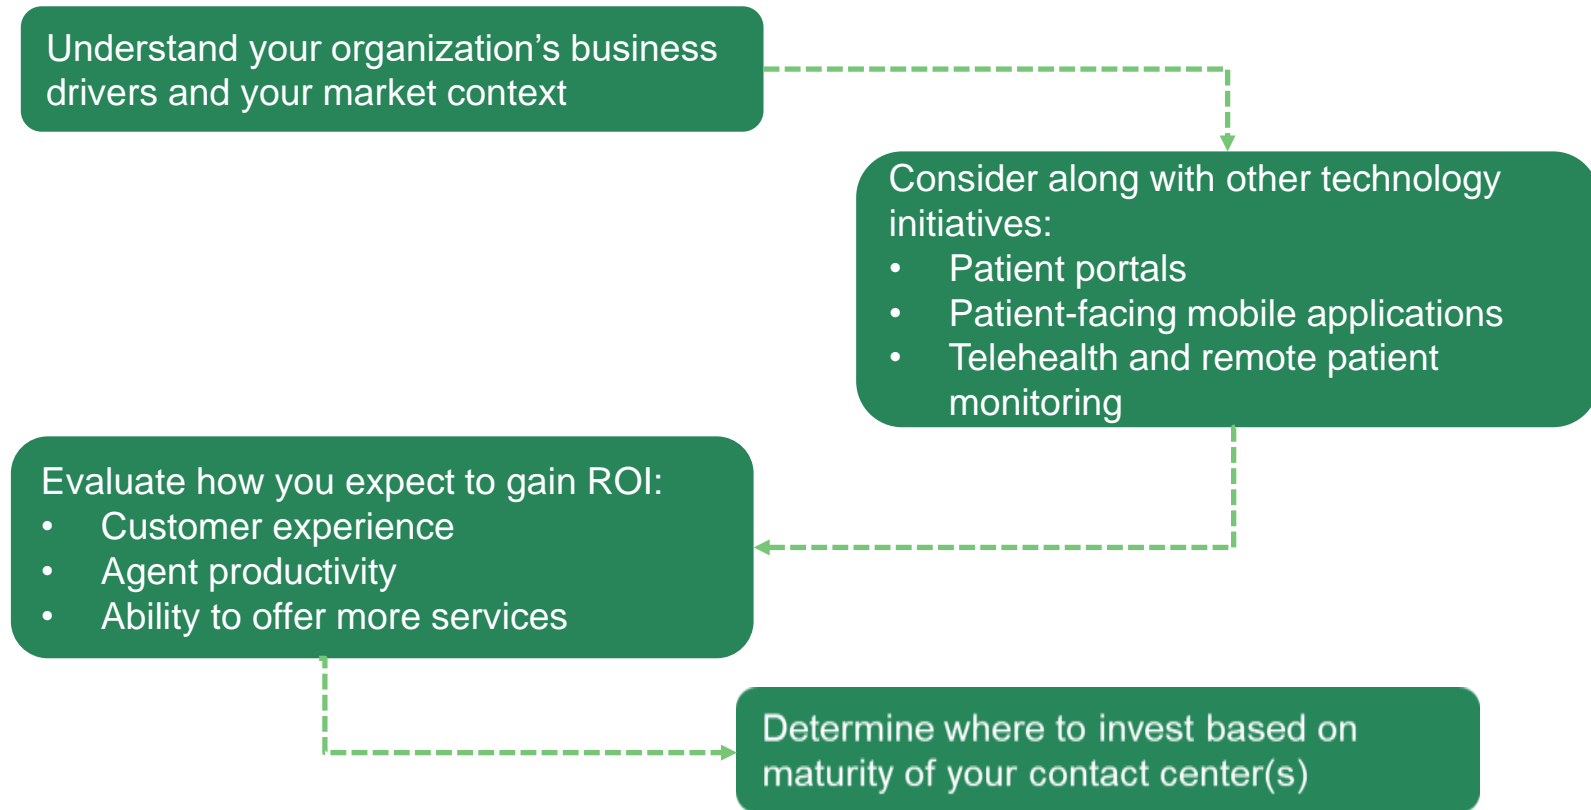 Understand your organization’s business
drivers and your market context
Consider along with other technology
initiatives:
• Patient portals
• Patient-facing mobile applications
• Telehealth and remote patient
monitoring
Evaluate how you expect to gain ROI:
• Customer experience
• Agent productivity
• Ability to offer more services
Determine where to invest based on
maturity of your contact center(s)